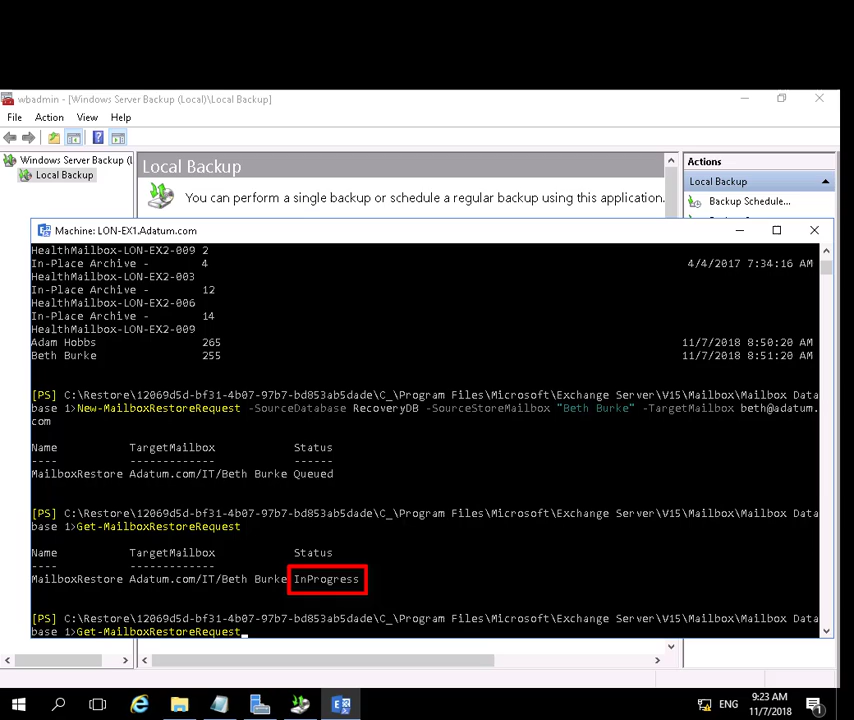 wbadmin - [Windows Server Backup (Local)\Local Backup]
File Action View Help
Windows Server Backup (L
Local Backup
Local Backup
You can perform a single backup or schedule a regular backup using this application.
Actions
Local Backup
Backup Schedule...
Machine: LON-EX1.Adatum.com
HealthMailbox-LON-EX2-009 2
In-Place Archive - 4 4/4/2017 7:34:16 AM
HealthMailbox-LON-EX2-003
In-Place Archive - 12
HealthMailbox-LON-EX2-006
In-Place Archive - 14
HealthMailbox-LON-EX2-009
Adam Hobbs 265 11/7/2018 8:50:20 AM
Beth Burke 255 11/7/2018 8:51:20 AM
[PS] C:\Restore\12069d5d-bf31-4b07-97b7-bd853ab5dade\C_\Program Files\Microsoft\Exchange Server\V15\Mailbox\Mailbox Data
base 1>New-MailboxRestoreRequest -SourceDatabase RecoveryDB -SourceStoreMailbox "Beth Burke" -TargetMailbox beth@adatum.
com
Name TargetMailbox Status
---- ------------- ------
MailboxRestore Adatum.com/IT/Beth Burke Queued
[PS] C:\Restore\12069d5d-bf31-4b07-97b7-bd853ab5dade\C_\Program Files\Microsoft\Exchange Server\V15\Mailbox\Mailbox Data
base 1>Get-MailboxRestoreRequest
Name TargetMailbox Status
---- ------------- ------
MailboxRestore Adatum.com/IT/Beth Burke InProgress
[PS] C:\Restore\12069d5d-bf31-4b07-97b7-bd853ab5dade\C_\Program Files\Microsoft\Exchange Server\V15\Mailbox\Mailbox Data
base 1>Get-MailboxRestoreRequest_
ENG
9:23 AM
11/7/2018
1